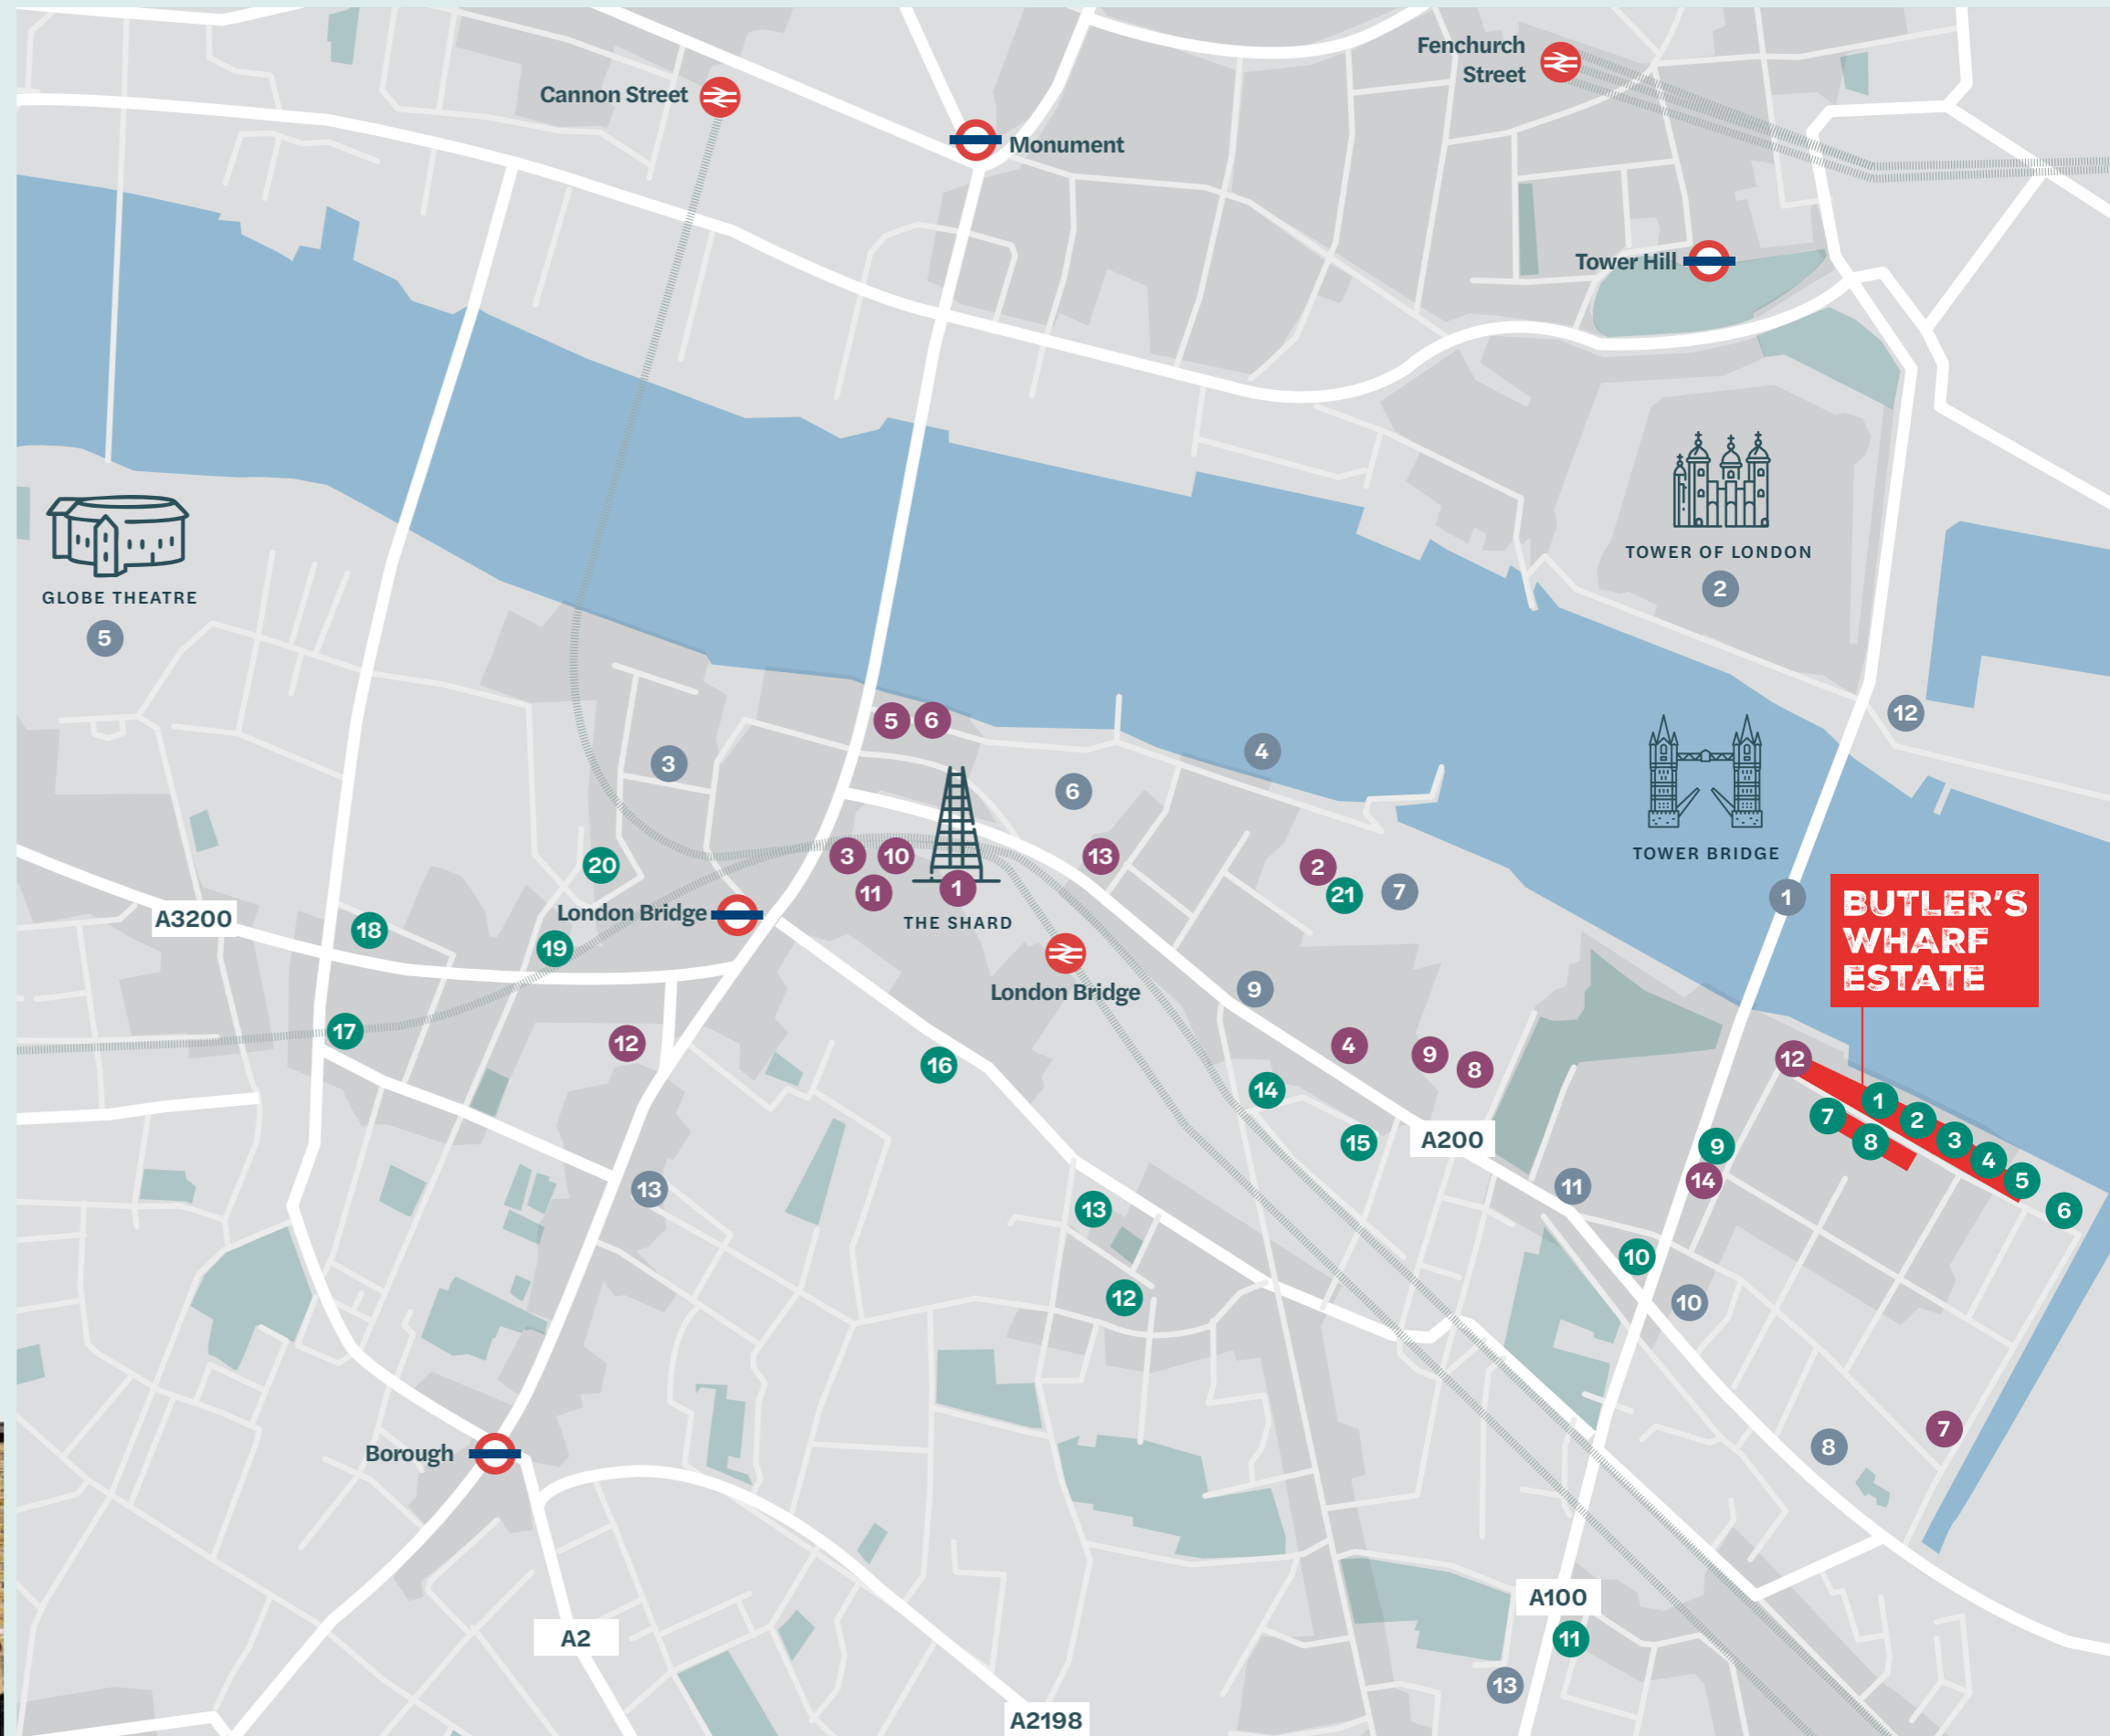 Fenchurch
Street
Cannon Street
Monument
Tower Hill
TOWER OF LONDON
2
GLOBE THEATRE
5
12
5 6
4
3
6
TOWER BRIDGE
3 10
13
2
20
11
1
21 7
1
BUTLER'S
WHARF
ESTATE
London Bridge
THE SHARD
A3200
18
19
London Bridge
9
17
12
4
9
8
12
16
14
1
7
2
15
A200
8
3
9
4
14
5
13
11
13
6
10
12
10
Borough
8
7
A100
A2
11
13
A2198